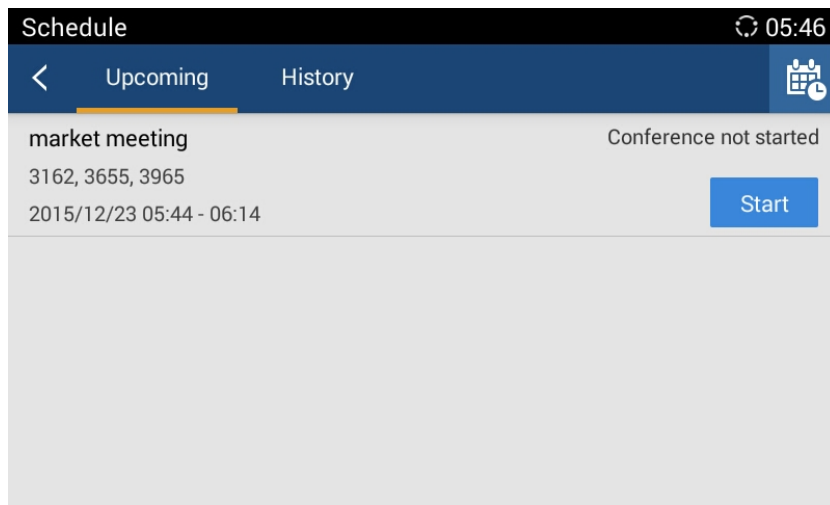 Schedule 05:46
Upcoming History
market meeting Conference not started
3162, 3655, 3965
Start
2015/12/23 05:44 - 06:14